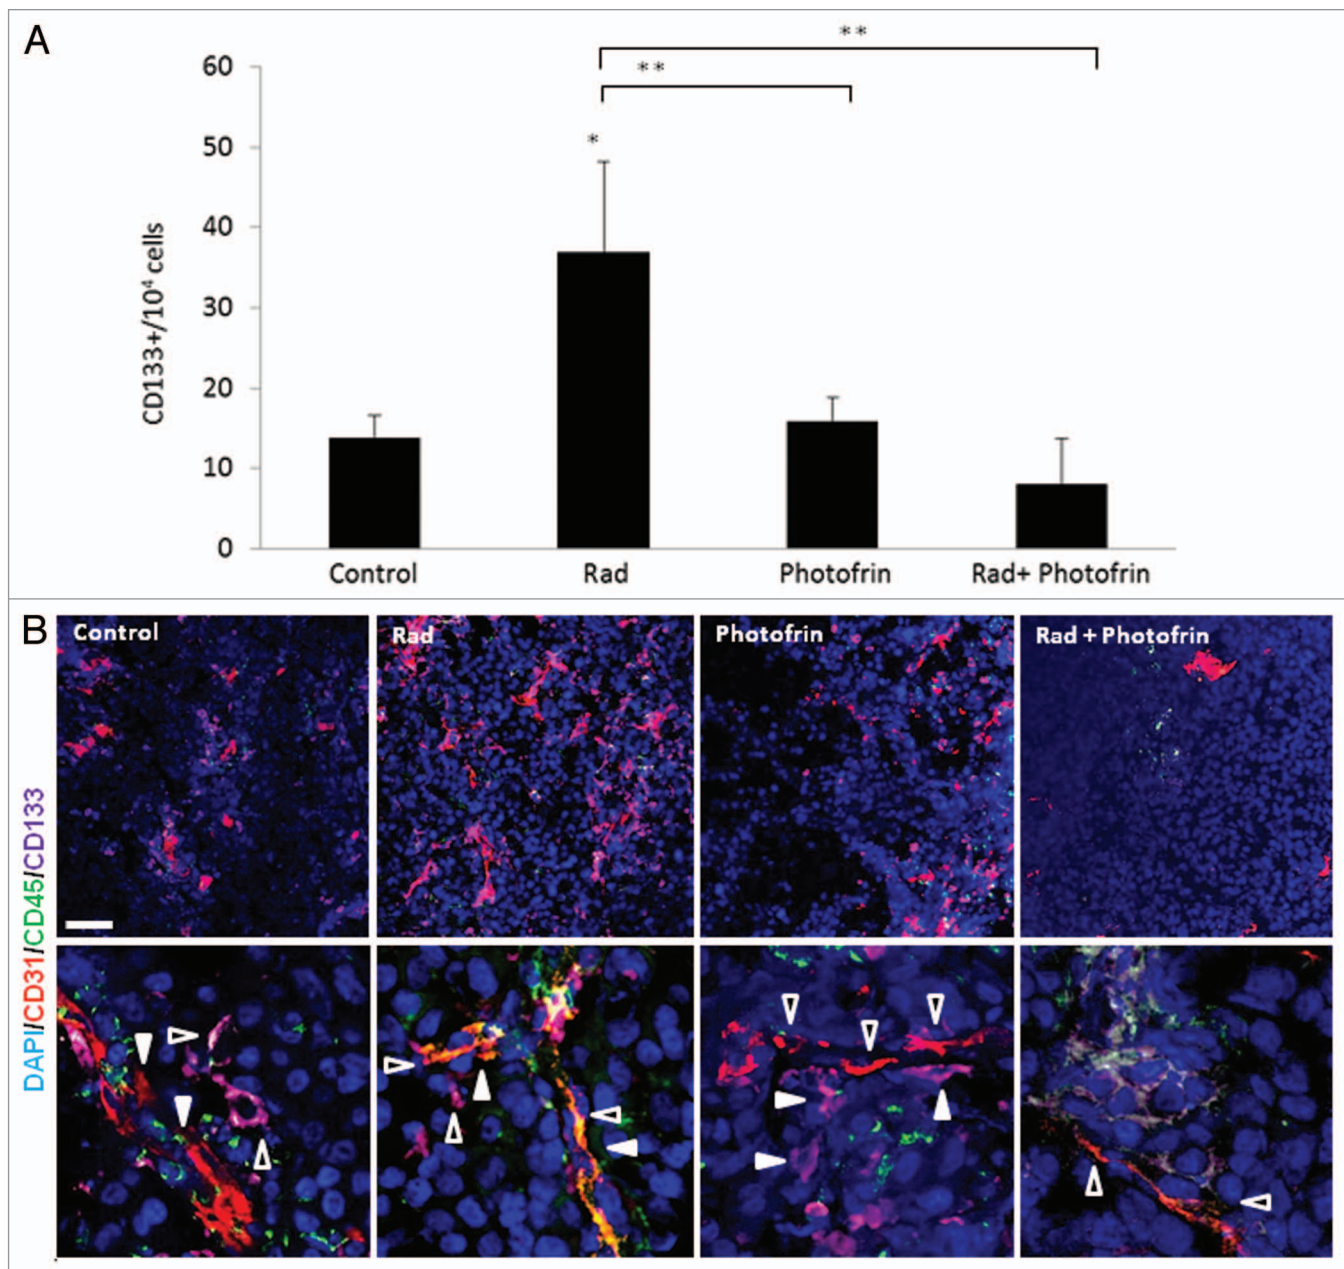 A
**
**
*
60
50
40
30
20
10
0
CD133+/10⁴ cells
Control
Rad
Photofrin
Rad+ Photofrin
B
Control
Rad
Photofrin
Rad + Photofrin
DAPI/CD31/CD45/CD133